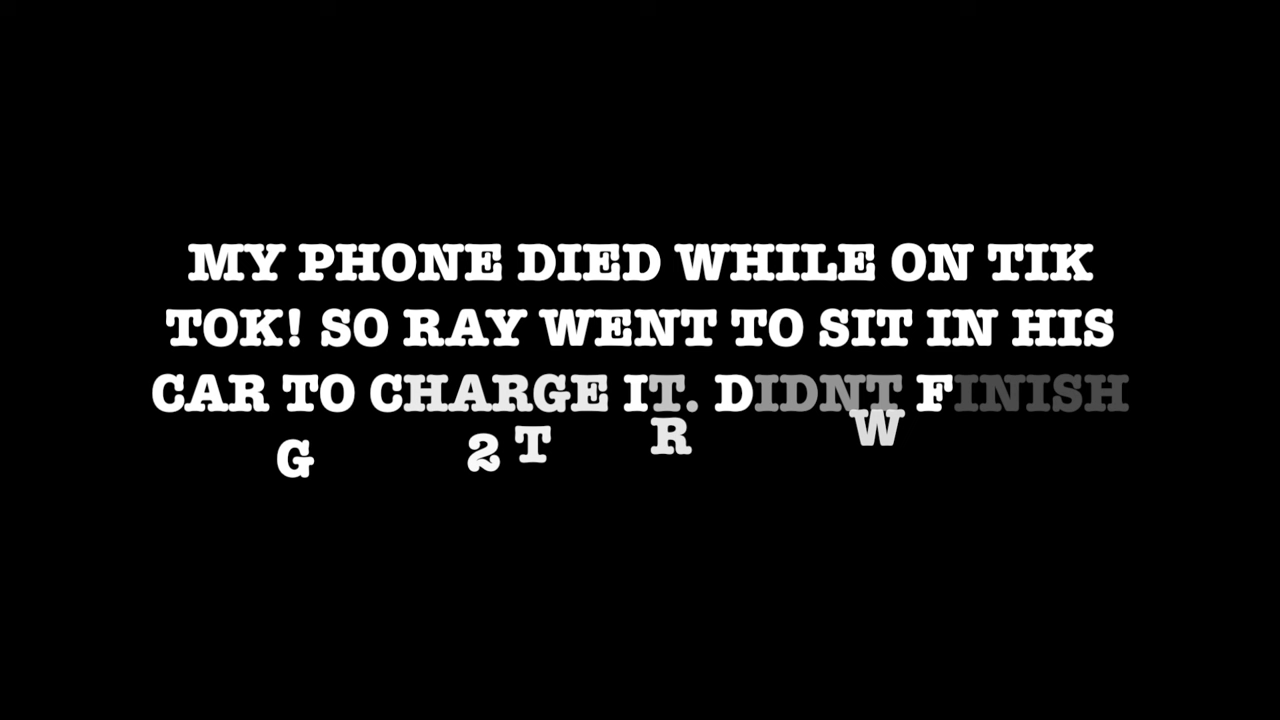 MY PHONE DIED WHILE ON TIK
TOK! SO RAY WENT TO SIT IN HIS
CAR TO CHARGE IT. DIDNT FINISH
G 2 T R W